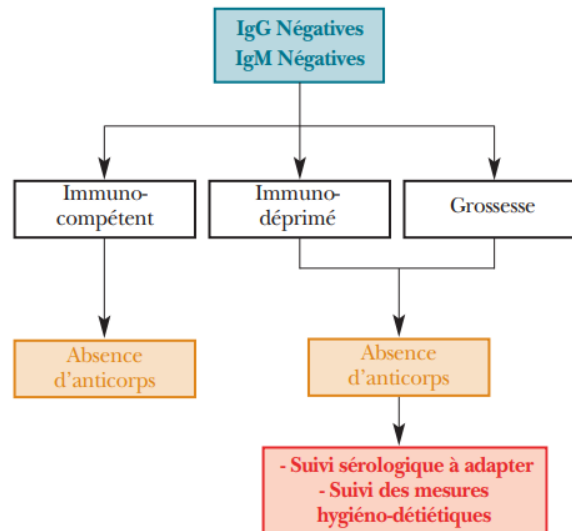 IgG Négatives
IgM Négatives
Immuno-
compétent
Immuno-
déprimé
Grossesse
Absence
d'anticorps
Absence
d'anticorps
- Suivi sérologique à adapter
- Suivi des mesures
hygiéno-détiétiques